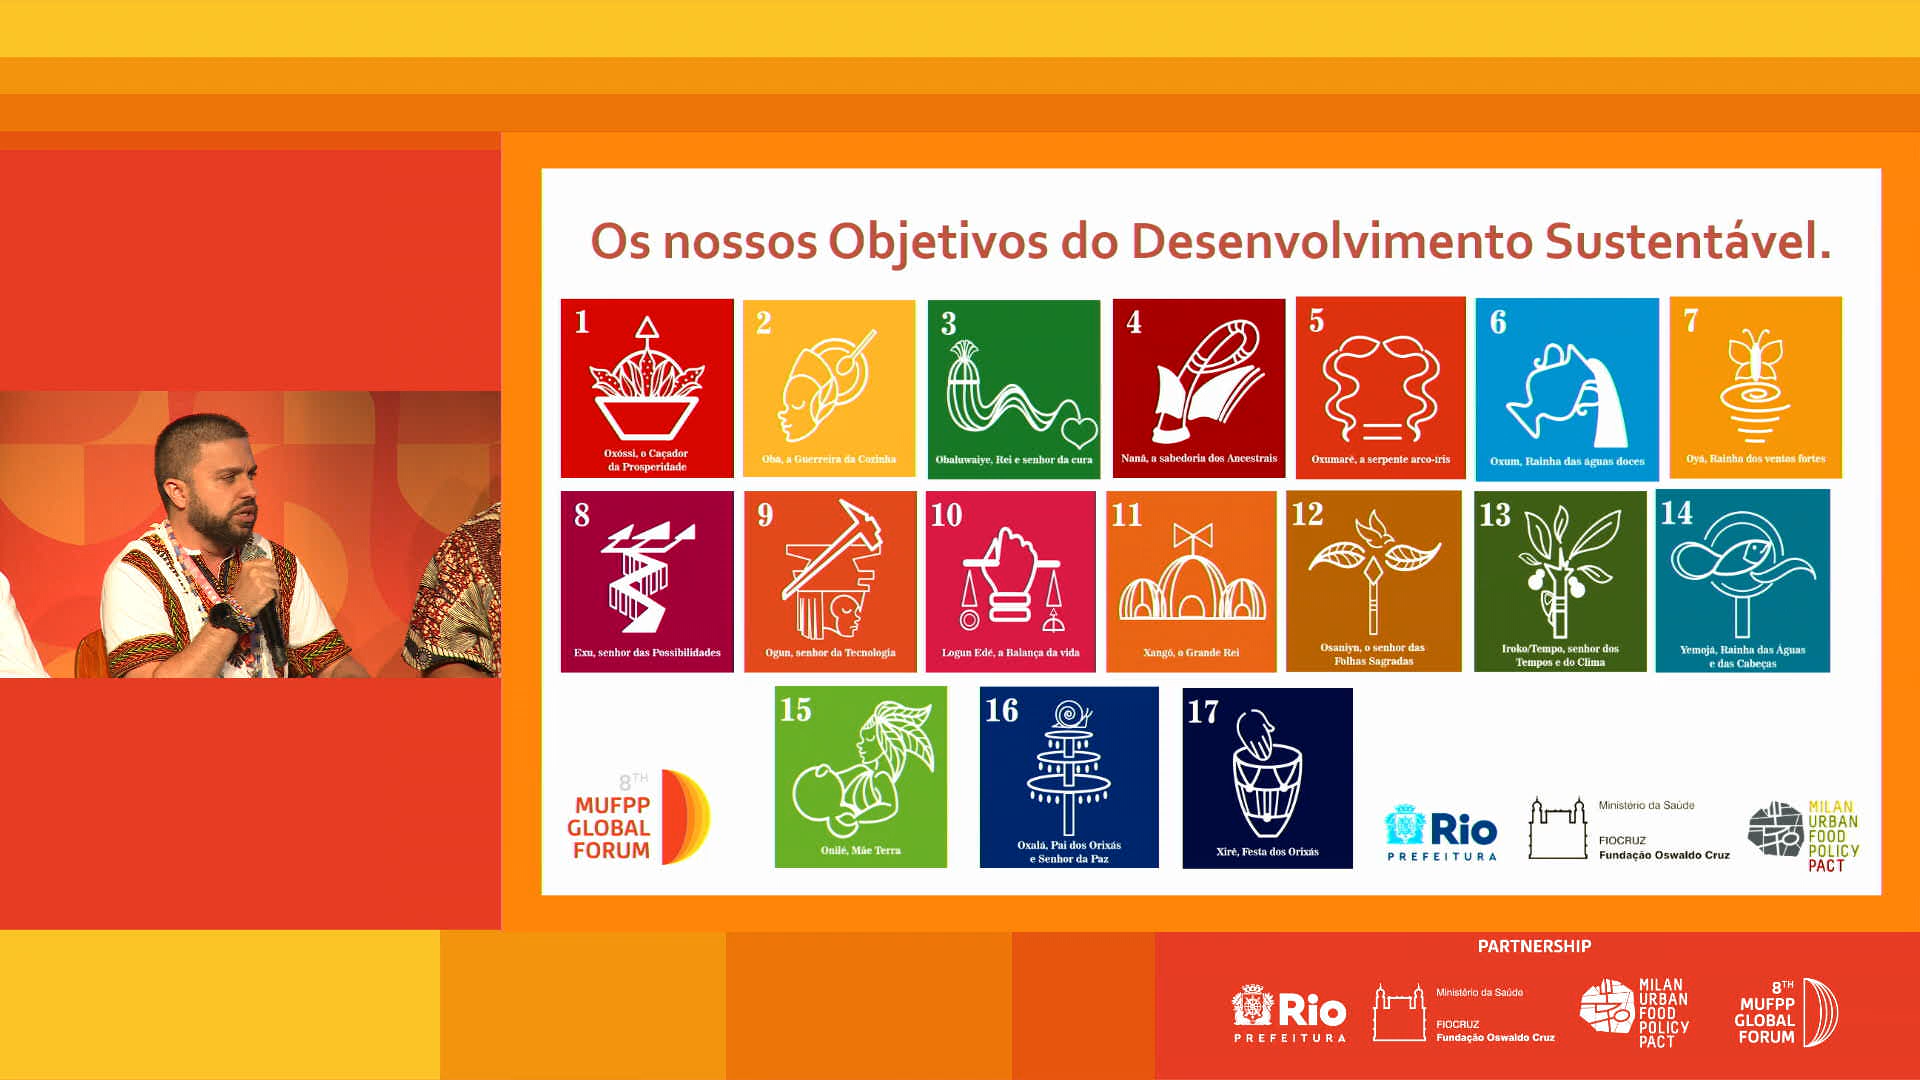 Os nossos Objetivos do Desenvolvimento Sustentável.
1
Oxóssi, o Caçador
da Prosperidade
2
Oba, a Guerreira da Cozinha
3
Obaluwaiye, Rei e senhor da cura
4
Nanã, a sabedoria dos Ancestrais
5
Oxumarê, a serpente arco-íris
6
Oxum, Rainha das águas doces
7
Oyá, Rainha dos ventos fortes
8
Exu, senhor das Possibilidades
9
Ogun, senhor da Tecnologia
10
Logun Edé, a Balança da vida
11
Xangô, o Grande Rei
12
Osaniyn, o senhor das
Folhas Sagradas
13
Iroko/Tempo, senhor dos
Tempos e do Clima
14
Yemojá, Rainha das Águas
e das Cabeças
15
Onilé, Mãe Terra
16
Oxalá, Pai dos Orixás
e Senhor da Paz
17
Xirê, Festa dos Orixás
8TH
MUFPP
GLOBAL
FORUM
Rio
PREFEITURA
Ministério da Saúde
FIOCRUZ
Fundação Oswaldo Cruz
MILAN
URBAN
FOOD
POLICY
PACT
PARTNERSHIP
Rio
PREFEITURA
Ministério da Saúde
FIOCRUZ
Fundação Oswaldo Cruz
MILAN
URBAN
FOOD
POLICY
PACT
8TH
MUFPP
GLOBAL
FORUM